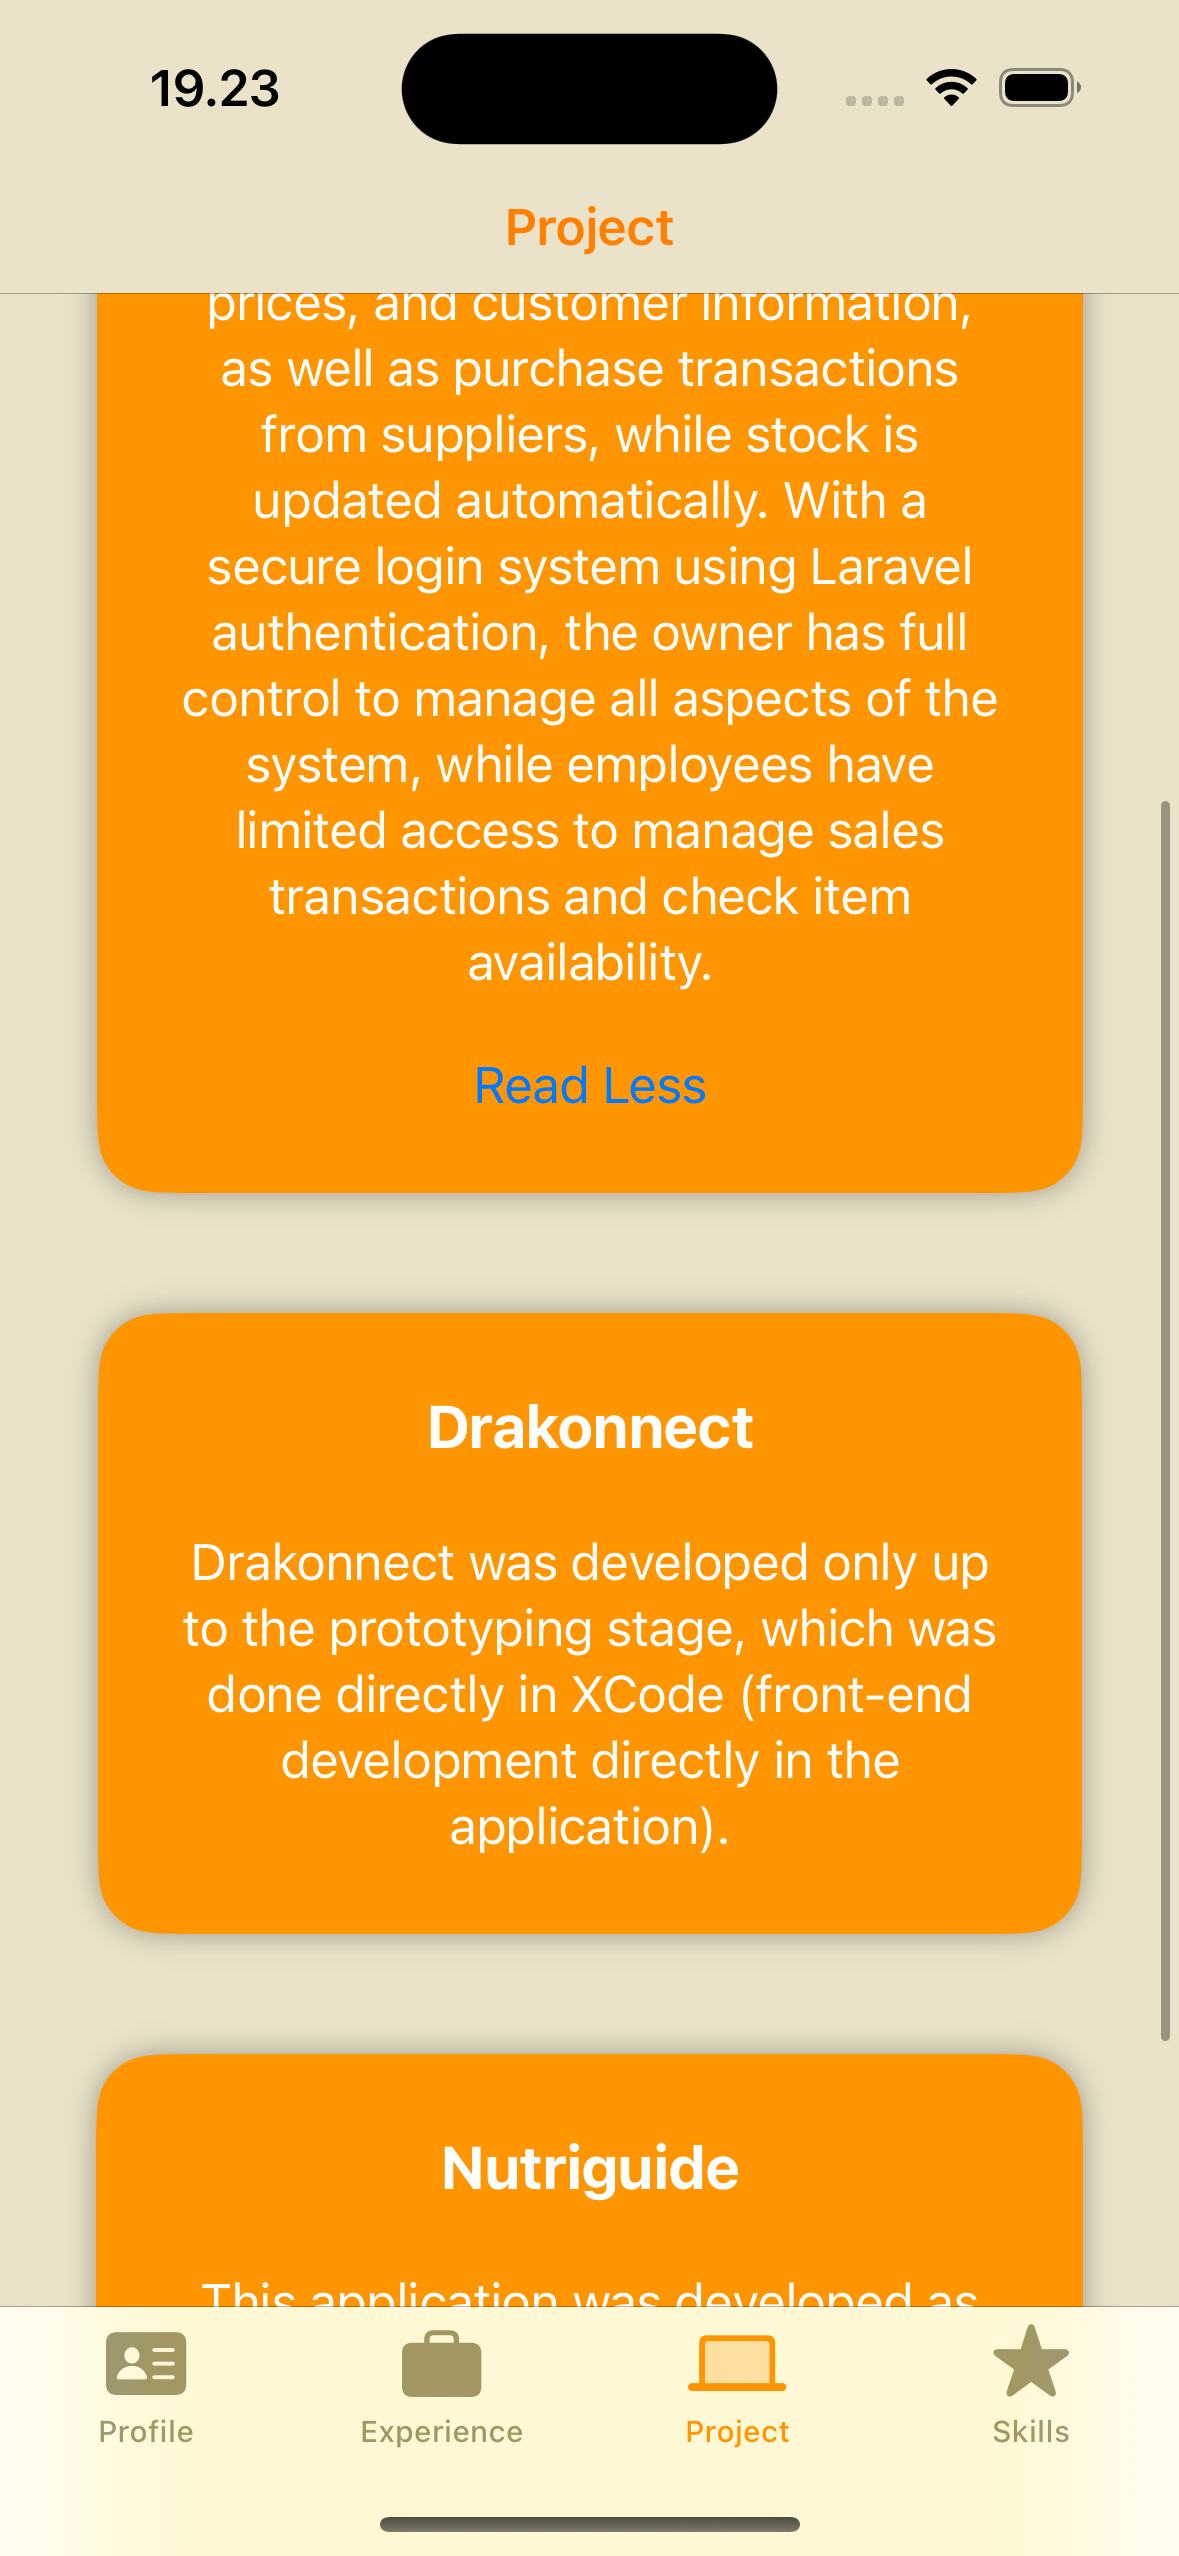 19.23
Project
prices, and customer information,
as well as purchase transactions
from suppliers, while stock is
updated automatically. With a
secure login system using Laravel
authentication, the owner has full
control to manage all aspects of the
system, while employees have
limited access to manage sales
transactions and check item
availability.
Read Less
Drakonnect
Drakonnect was developed only up
to the prototyping stage, which was
done directly in XCode (front-end
development directly in the
application).
Nutriguide
This application was developed as
Profile
Experience
Project
Skills